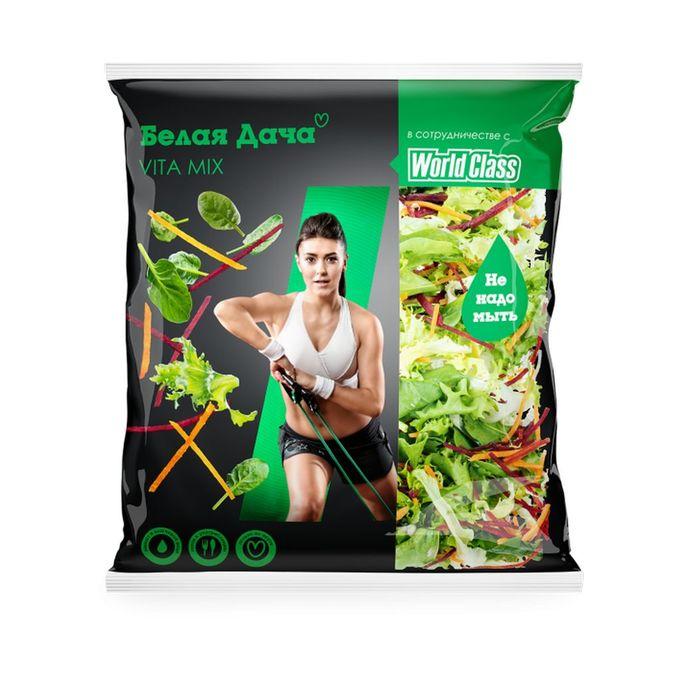 Белая Дача
VITA MIX
в сотрудничестве с
World Class
Не
надо
мыть